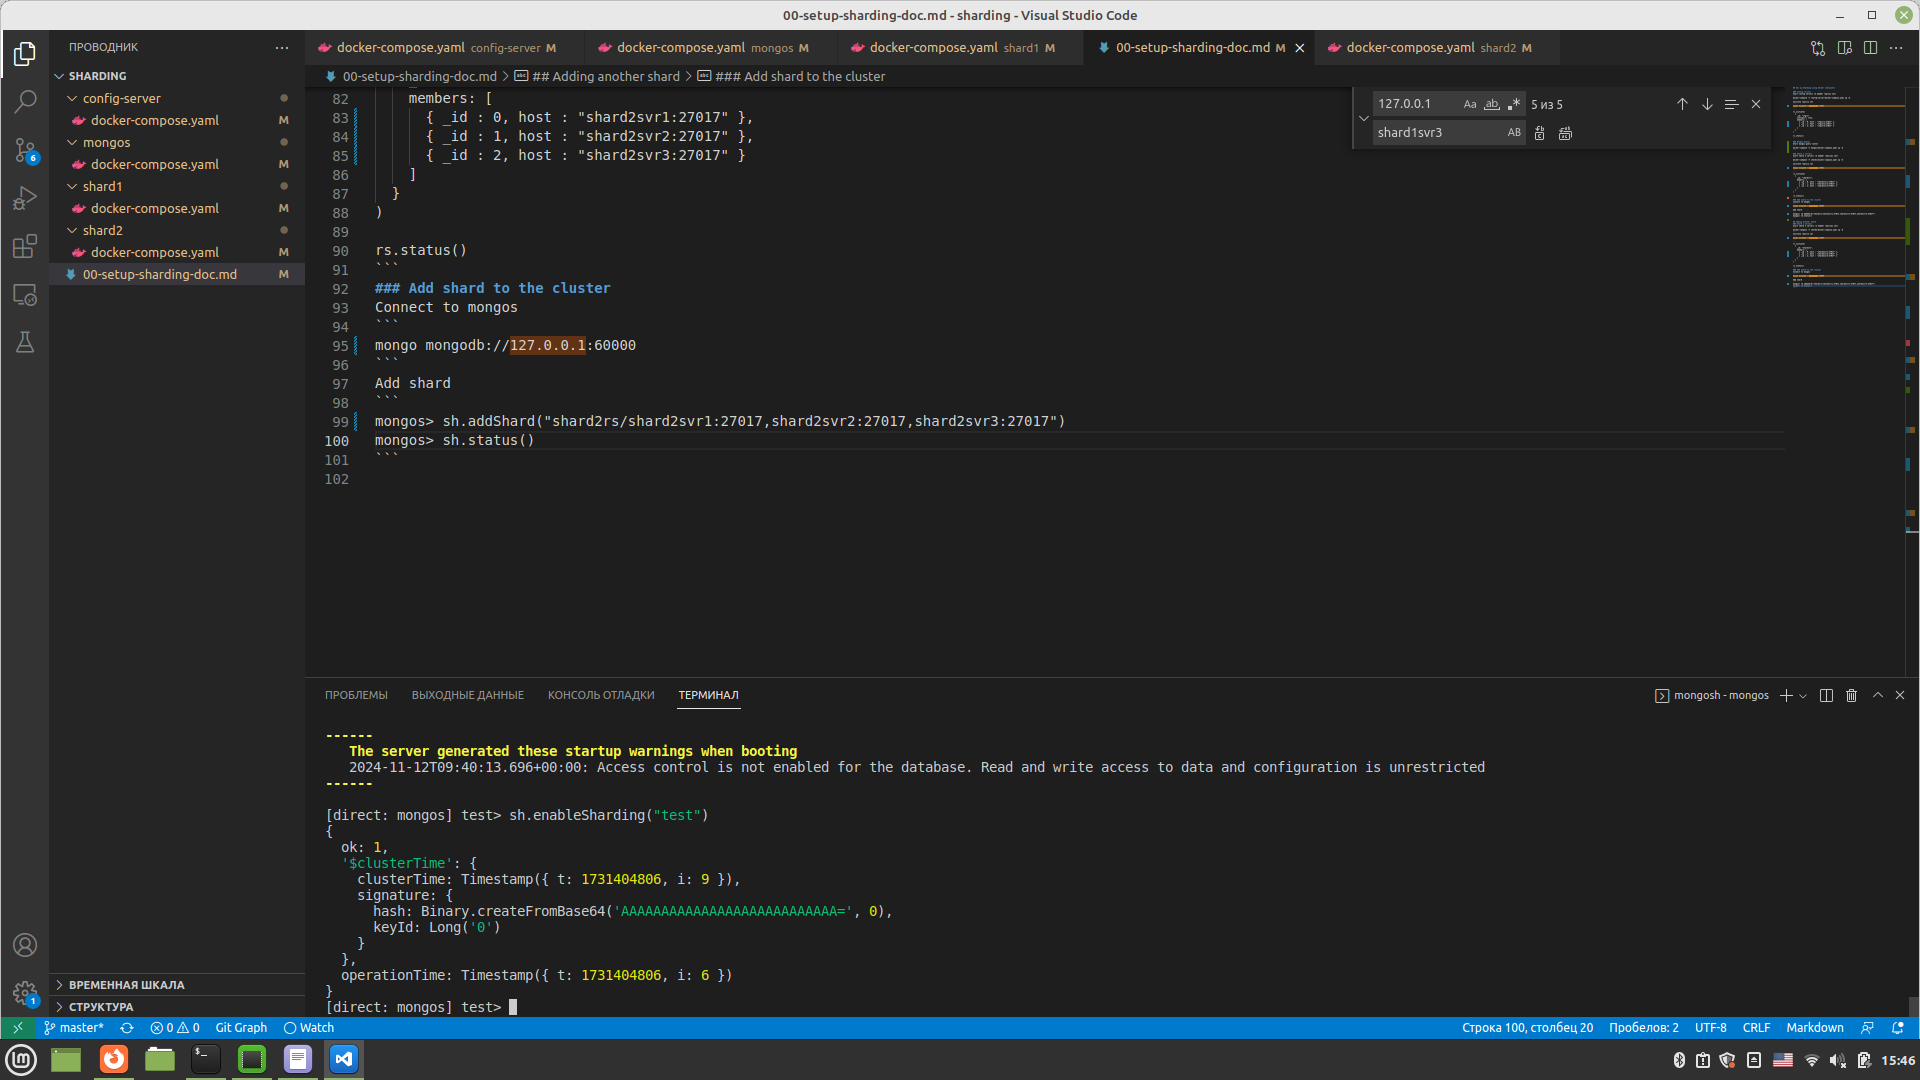 00-setup-sharding-doc.md - sharding - Visual Studio Code
ПРОВОДНИК
SHARDING
config-server
docker-compose.yaml M
mongos
docker-compose.yaml M
shard1
docker-compose.yaml M
shard2
docker-compose.yaml M
00-setup-sharding-doc.md M
ВРЕМЕННАЯ ШКАЛА
СТРУКТУРА
6
1
docker-compose.yaml config-server M
docker-compose.yaml mongos M
docker-compose.yaml shard1 M
00-setup-sharding-doc.md M
docker-compose.yaml shard2 M
00-setup-sharding-doc.md > ## Adding another shard > ### Add shard to the cluster
127.0.0.1 Aa ab .* 5 из 5
shard1svr3 AB
82 members: [
83 { _id : 0, host : "shard2svr1:27017" },
84 { _id : 1, host : "shard2svr2:27017" },
85 { _id : 2, host : "shard2svr3:27017" }
86 ]
87 }
88 )
89
90 rs.status()
91 ```
92 ### Add shard to the cluster
93 Connect to mongos
94 ```
95 mongo mongodb://127.0.0.1:60000
96 ```
97 Add shard
98 ```
99 mongos> sh.addShard("shard2rs/shard2svr1:27017,shard2svr2:27017,shard2svr3:27017")
100 mongos> sh.status()
101 ```
102
ПРОБЛЕМЫ ВЫХОДНЫЕ ДАННЫЕ КОНСОЛЬ ОТЛАДКИ ТЕРМИНАЛ
mongosh - mongos
------
The server generated these startup warnings when booting
2024-11-12T09:40:13.696+00:00: Access control is not enabled for the database. Read and write access to data and configuration is unrestricted
------
[direct: mongos] test> sh.enableSharding("test")
{
ok: 1,
'$clusterTime': {
clusterTime: Timestamp({ t: 1731404806, i: 9 }),
signature: {
hash: Binary.createFromBase64('AAAAAAAAAAAAAAAAAAAAAAAAAAA=', 0),
keyId: Long('0')
}
},
operationTime: Timestamp({ t: 1731404806, i: 6 })
}
[direct: mongos] test>
master* 0 0 Git Graph Watch
Строка 100, столбец 20 Пробелов: 2 UTF-8 CRLF Markdown
15:46